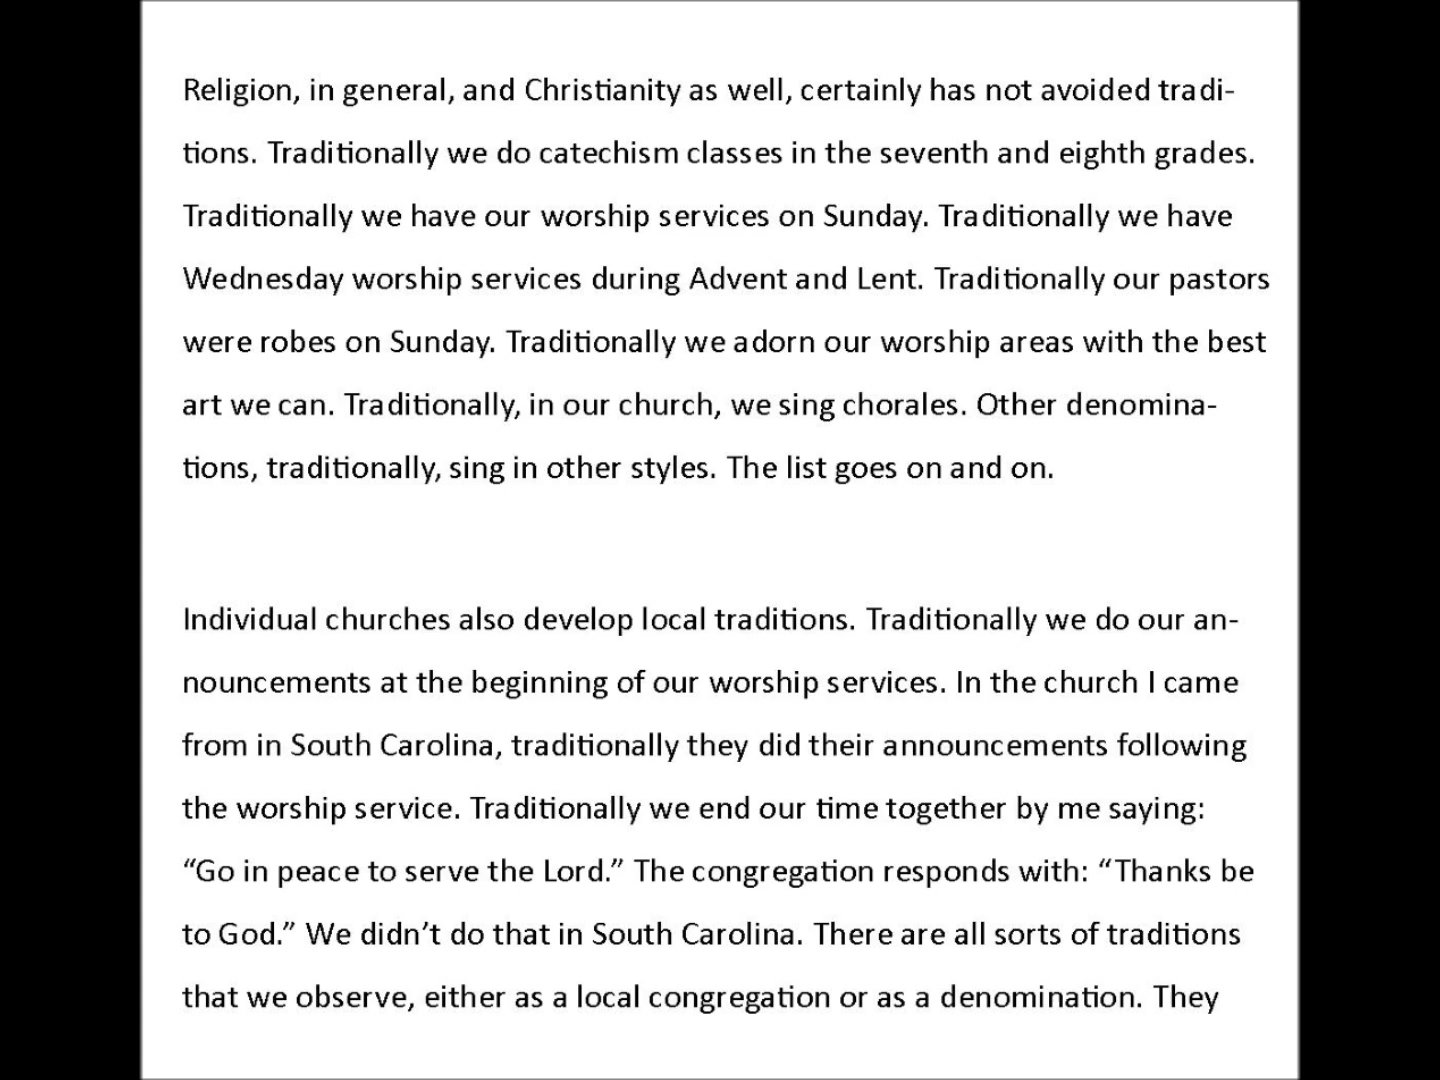 Religion, in general, and Christianity as well, certainly has not avoided tradi-
tions. Traditionally we do catechism classes in the seventh and eighth grades.
Traditionally we have our worship services on Sunday. Traditionally we have
Wednesday worship services during Advent and Lent. Traditionally our pastors
were robes on Sunday. Traditionally we adorn our worship areas with the best
art we can. Traditionally, in our church, we sing chorales. Other denomina-
tions, traditionally, sing in other styles. The list goes on and on.
Individual churches also develop local traditions. Traditionally we do our an-
nouncements at the beginning of our worship services. In the church I came
from in South Carolina, traditionally they did their announcements following
the worship service. Traditionally we end our time together by me saying:
“Go in peace to serve the Lord.” The congregation responds with: “Thanks be
to God.” We didn’t do that in South Carolina. There are all sorts of traditions
that we observe, either as a local congregation or as a denomination. They